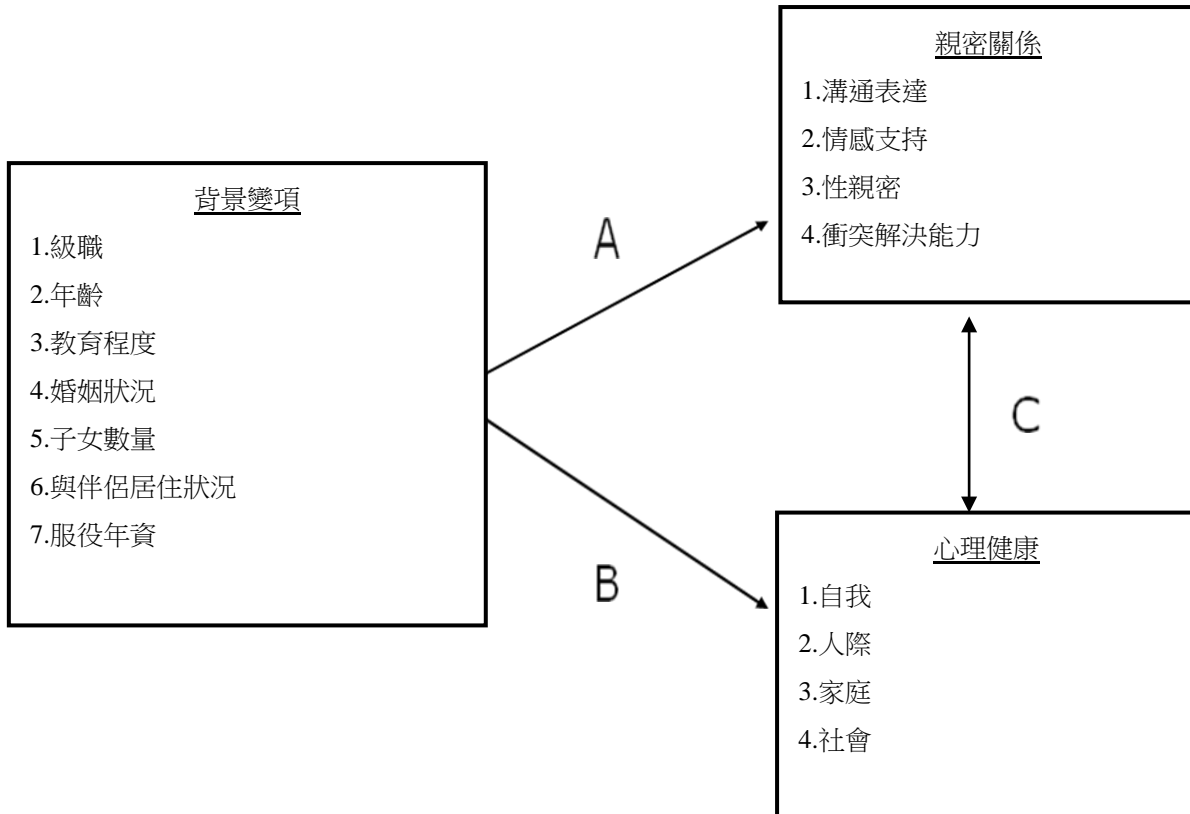 背景變項
1.級職
2.年齡
3.教育程度
4.婚姻狀況
5.子女數量
6.與伴侶居住狀況
7.服役年資
A
B
親密關係
1.溝通表達
2.情感支持
3.性親密
4.衝突解決能力
C
心理健康
1.自我
2.人際
3.家庭
4.社會